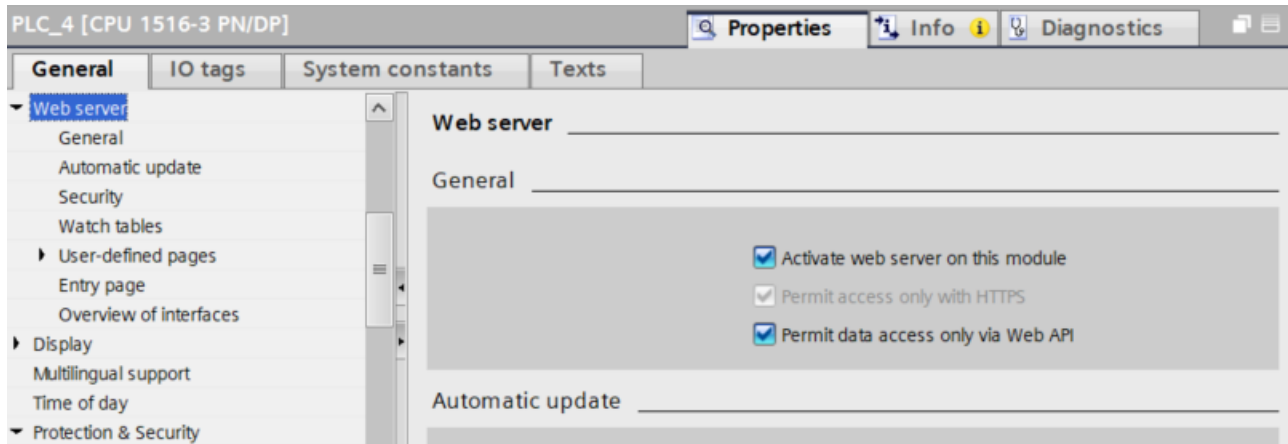 PLC_4 [CPU 1516-3 PN/DP]
Properties
Info
Diagnostics
General
IO tags
System constants
Texts
Web server
General
Automatic update
Security
Watch tables
User-defined pages
Entry page
Overview of interfaces
Display
Multilingual support
Time of day
Protection & Security
Web server
General
Activate web server on this module
Permit access only with HTTPS
Permit data access only via Web API
Automatic update